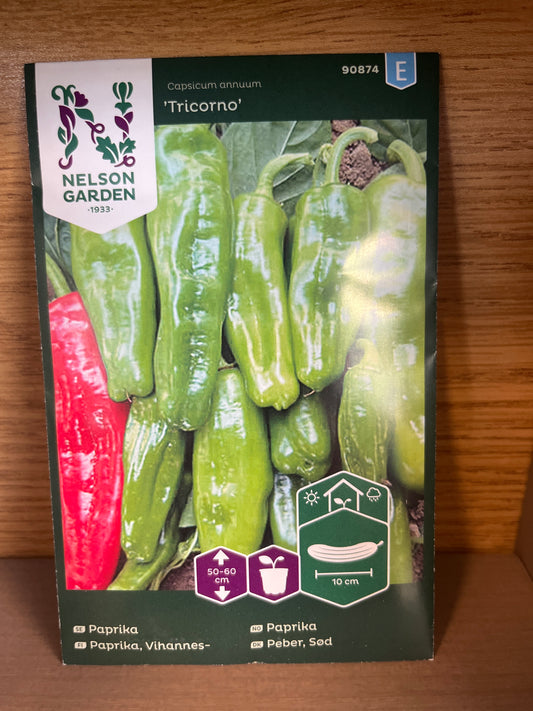 90874 E
Capsicum annuum
'Tricorno'
NELSON
GARDEN
·1933·
50-60
cm
10 cm
SE Paprika
FI Paprika, Vihannes-
NO Paprika
DK Peber, Sød